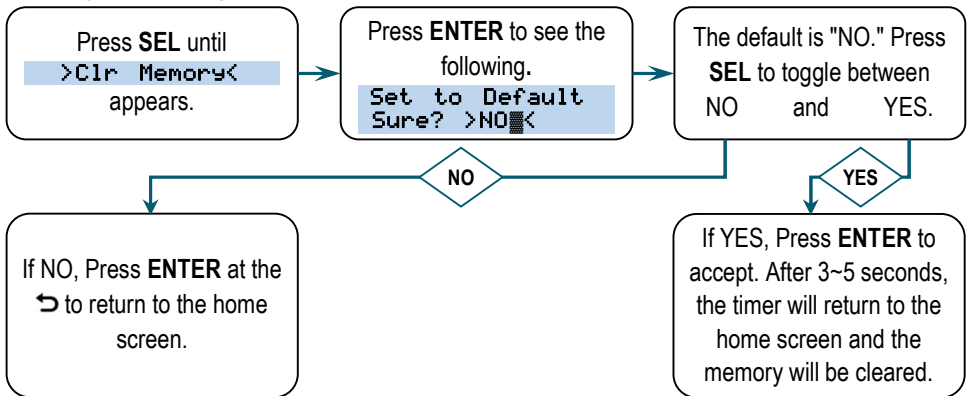 Press SEL until
>Clr Memory<
appears.
Press ENTER to see the
following.
Set to Default
Sure? >NO▓<
The default is "NO." Press
SEL to toggle between
NO and YES.
NO
YES
If NO, Press ENTER at the
⮌ to return to the home
screen.
If YES, Press ENTER to
accept. After 3~5 seconds,
the timer will return to the
home screen and the
memory will be cleared.